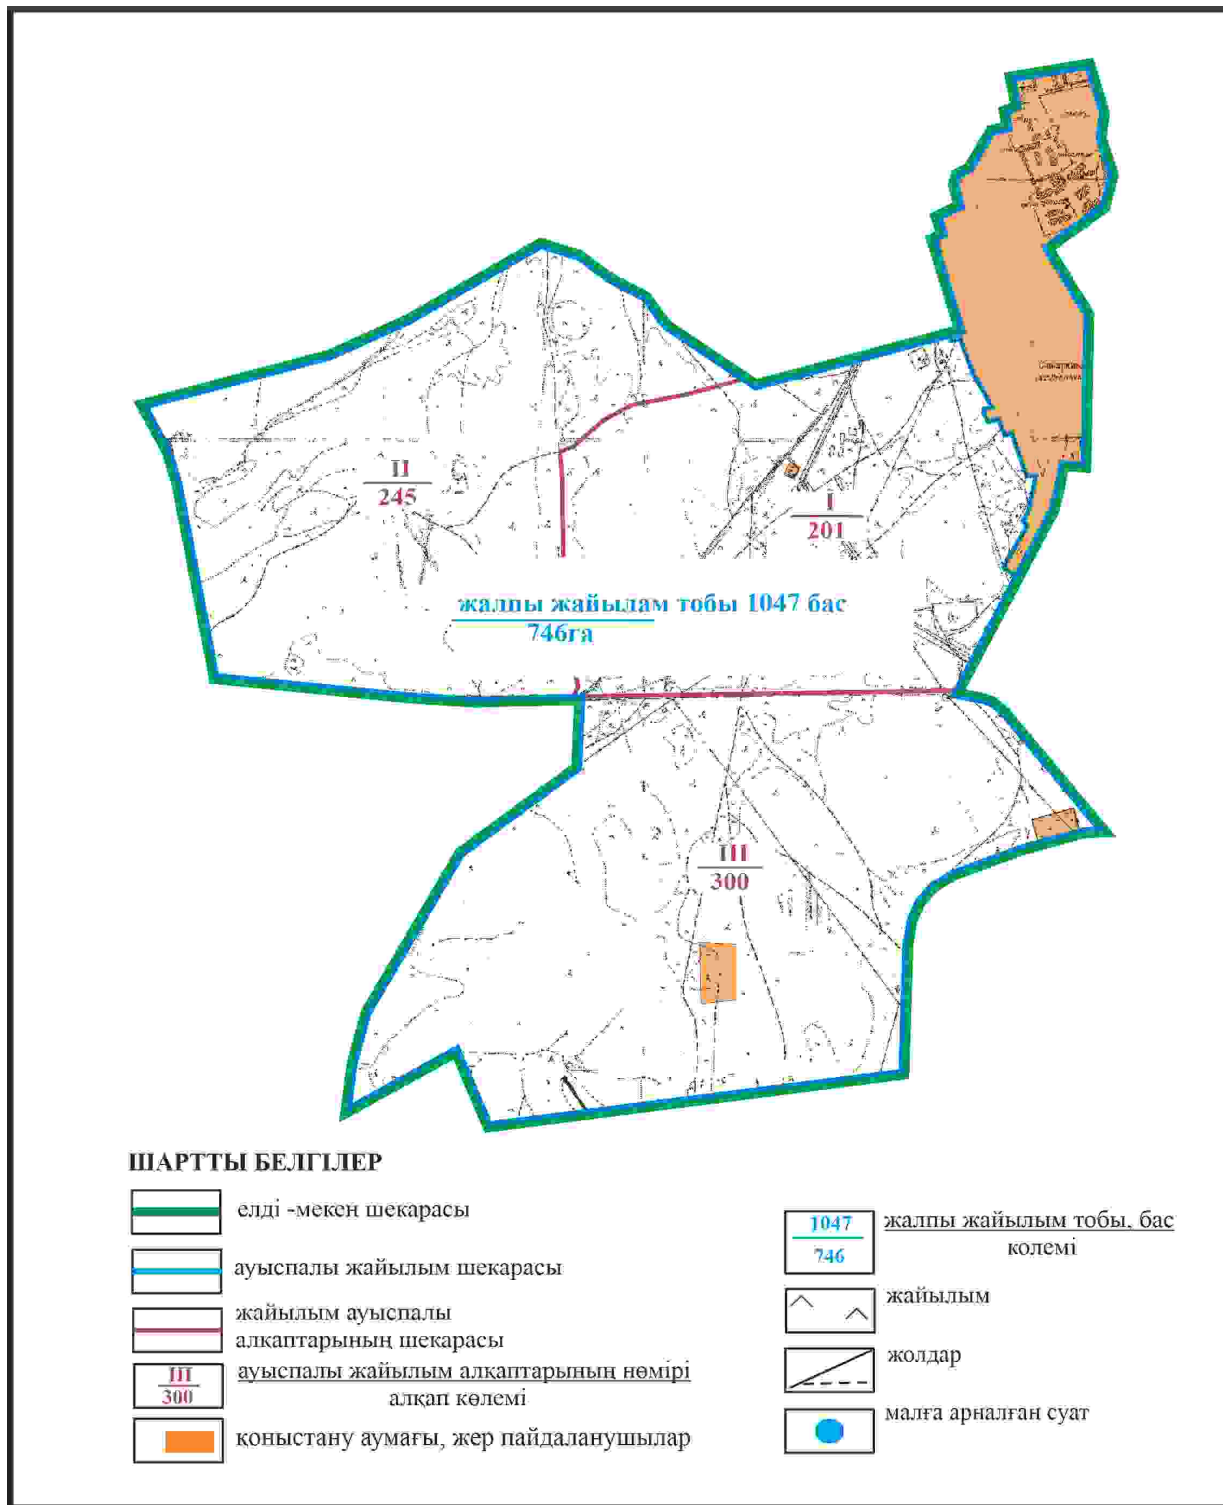 II
245
I
201
жалпы жайылам тобы 1047 бас
746га
III
300
ШАРТТЫ БЕЛГІЛЕР
елді -мекен шекарасы
ауыспалы жайылым шекарасы
жайылым ауыспалы
алқаптарының шекарасы
III
300
ауыспалы жайылым алқаптарының нөмірі
алқап көлемі
қоныстану аумағы, жер пайдаланушылар
1047
746
жалпы жайылым тобы, бас
көлемі
жайылым
жолдар
малға арналған суат